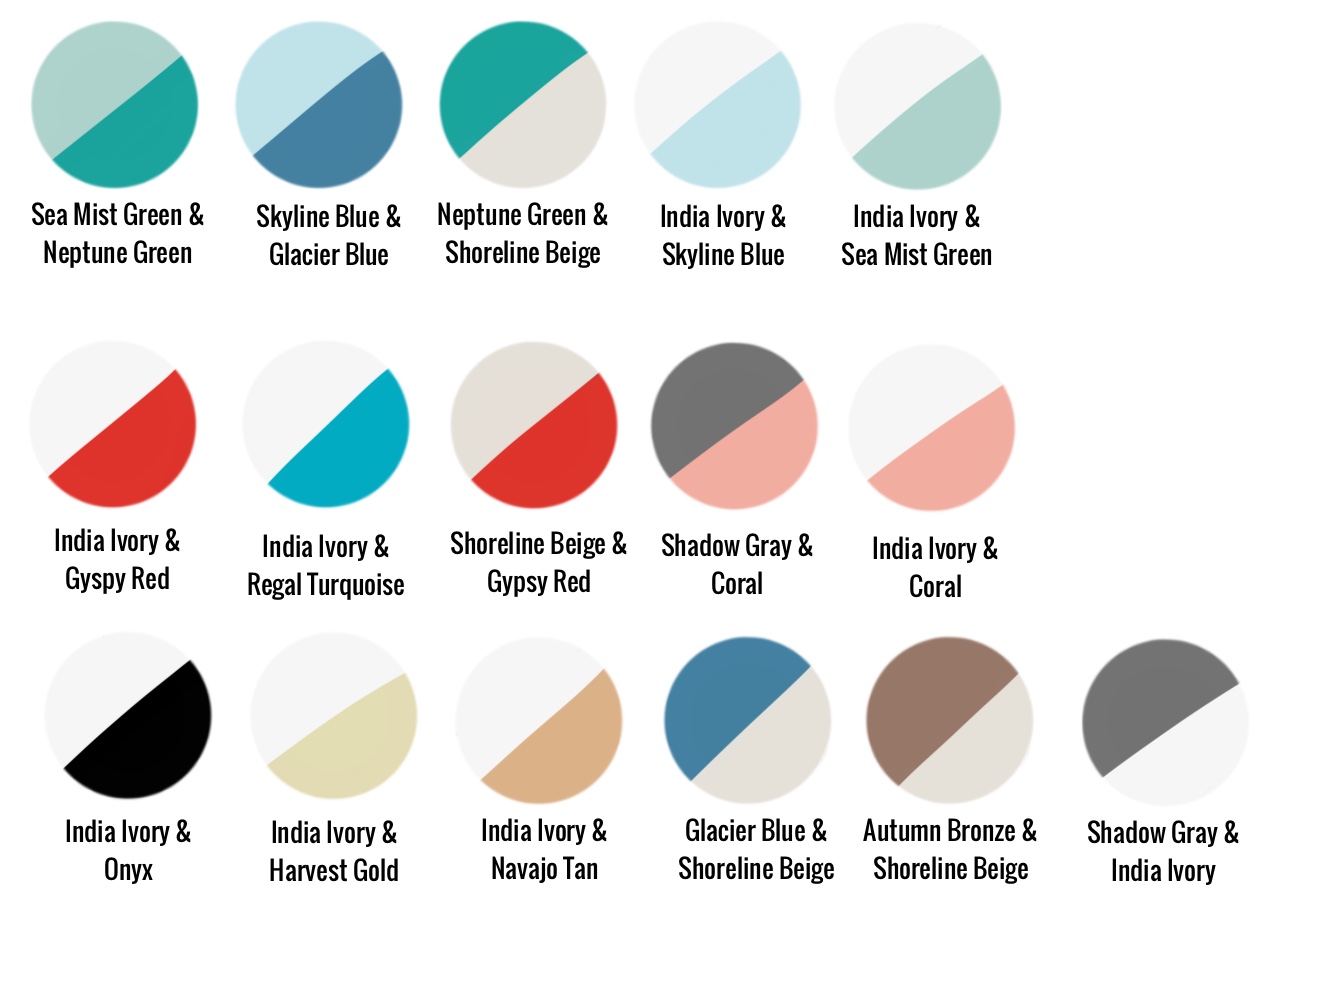 Sea Mist Green &
Neptune Green
Skyline Blue &
Glacier Blue
Neptune Green &
Shoreline Beige
India Ivory &
Skyline Blue
India Ivory &
Sea Mist Green
India Ivory &
Gyspy Red
India Ivory &
Regal Turquoise
Shoreline Beige &
Gypsy Red
Shadow Gray &
Coral
India Ivory &
Coral
India Ivory &
Onyx
India Ivory &
Harvest Gold
India Ivory &
Navajo Tan
Glacier Blue &
Shoreline Beige
Autumn Bronze &
Shoreline Beige
Shadow Gray &
India Ivory